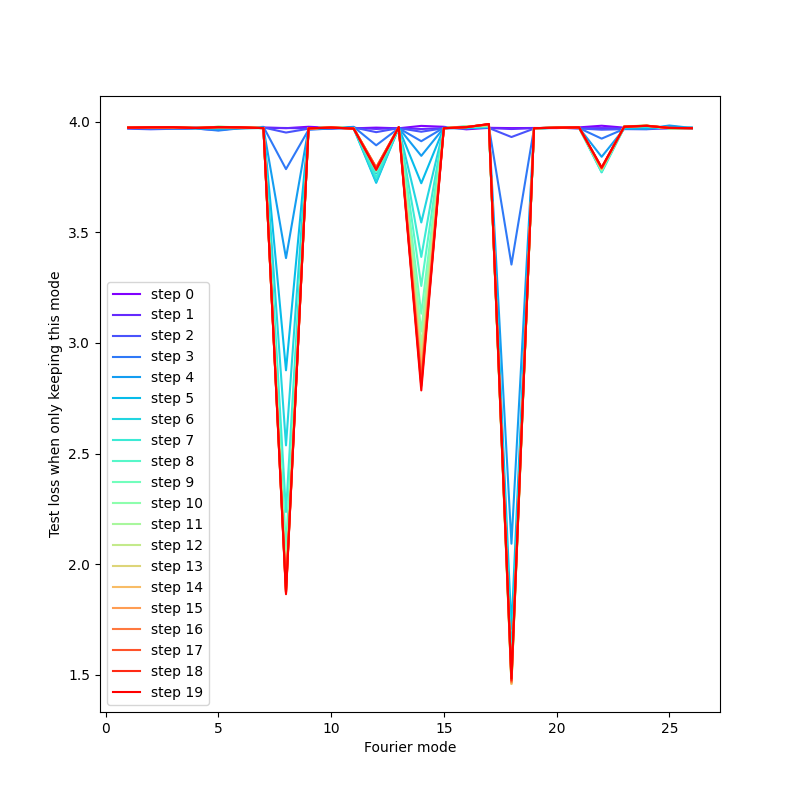 4.0
3.5
3.0
2.5
2.0
1.5
Test loss when only keeping this mode
step 0
step 1
step 2
step 3
step 4
step 5
step 6
step 7
step 8
step 9
step 10
step 11
step 12
step 13
step 14
step 15
step 16
step 17
step 18
step 19
0 5 10 15 20 25
Fourier mode